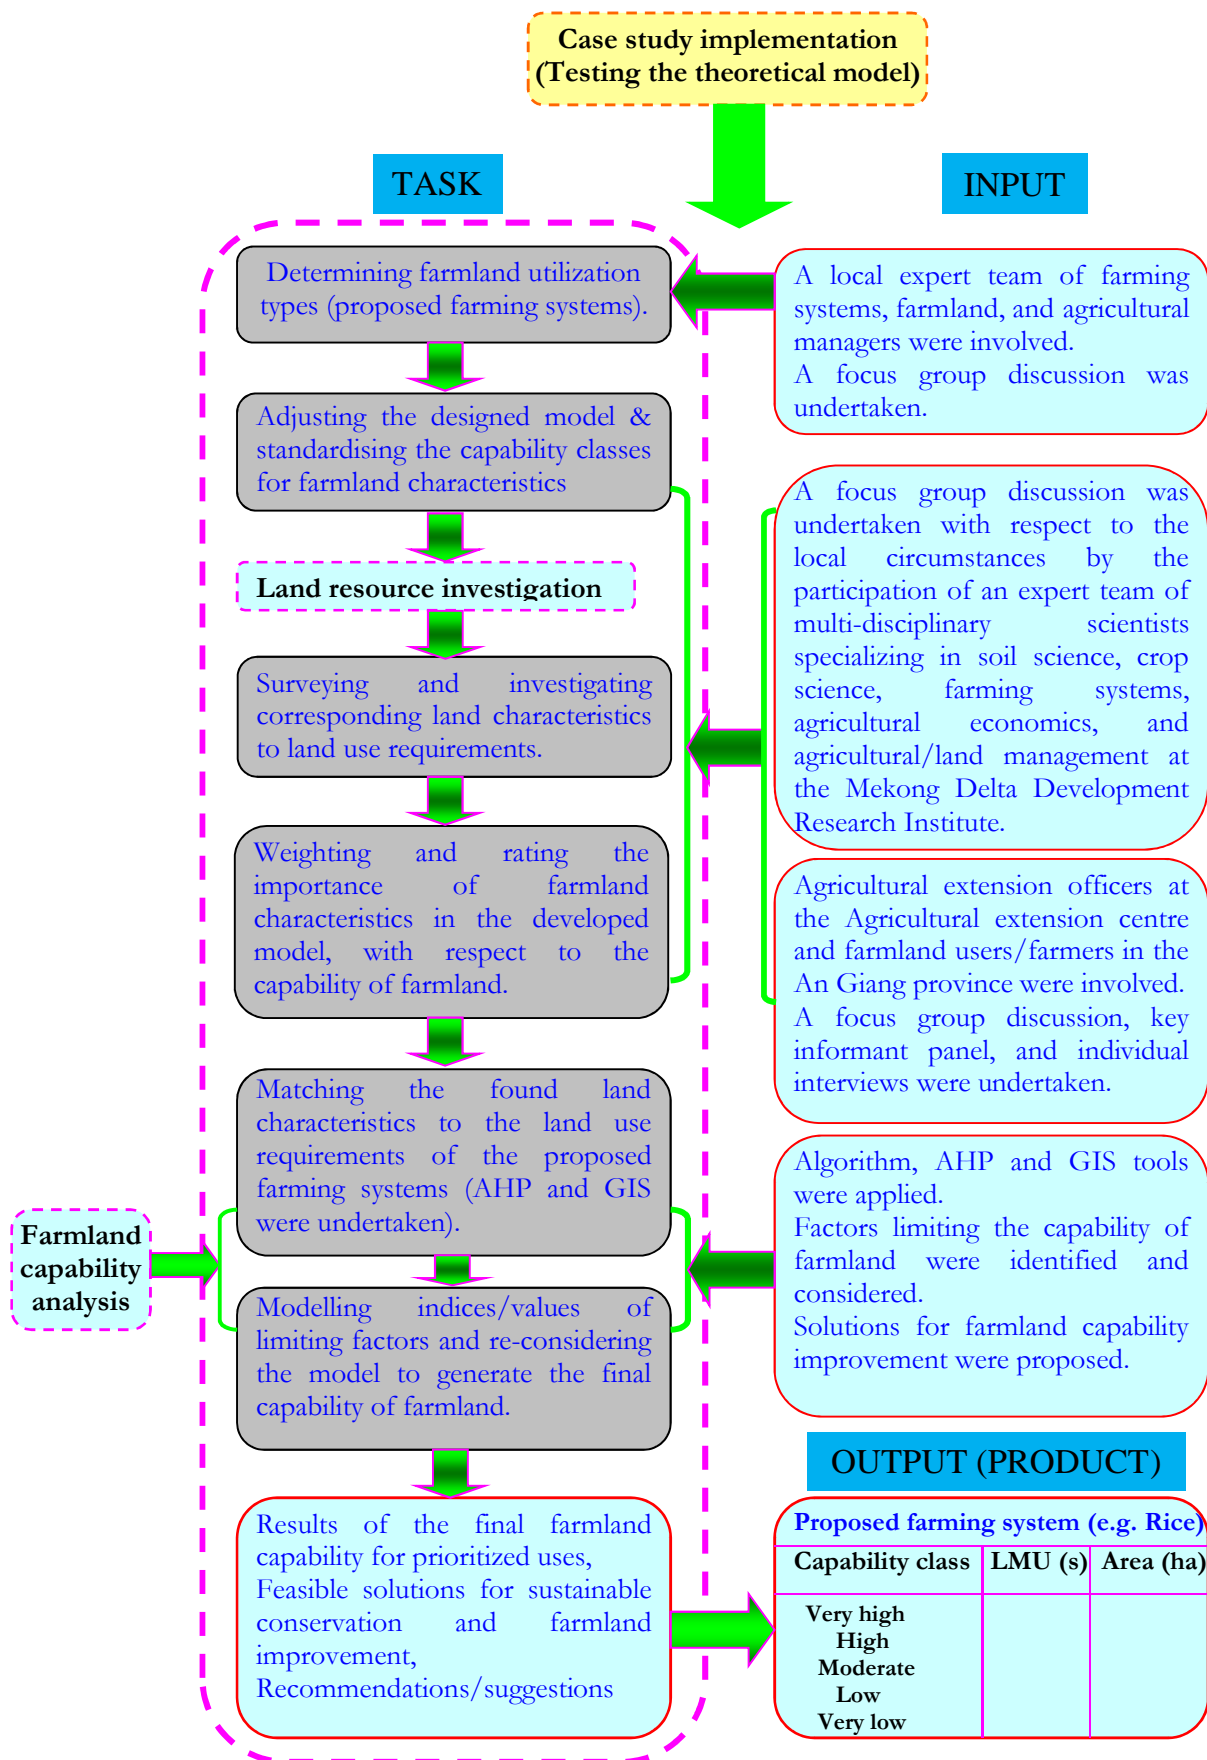 Case study implementation
(Testing the theoretical model)
TASK
INPUT
Determining farmland utilization
types (proposed farming systems).
A local expert team of farming
systems, farmland, and agricultural
managers were involved.
A focus group discussion was
undertaken.
Adjusting the designed model &
standardising the capability classes
for farmland characteristics
Land resource investigation
Surveying and investigating
corresponding land characteristics
to land use requirements.
Weighting and rating the
importance of farmland
characteristics in the developed
model, with respect to the
capability of farmland.
A focus group discussion was
undertaken with respect to the
local circumstances by the
participation of an expert team of
multi-disciplinary scientists
specializing in soil science, crop
science, farming systems,
agricultural economics, and
agricultural/land management at
the Mekong Delta Development
Research Institute.
Agricultural extension officers at
the Agricultural extension centre
and farmland users/farmers in the
An Giang province were involved.
A focus group discussion, key
informant panel, and individual
interviews were undertaken.
Matching the found land
characteristics to the land use
requirements of the proposed
farming systems (AHP and GIS
were undertaken).
Farmland
capability
analysis
Modelling indices/values of
limiting factors and re-considering
the model to generate the final
capability of farmland.
Algorithm, AHP and GIS tools
were applied.
Factors limiting the capability of
farmland were identified and
considered.
Solutions for farmland capability
improvement were proposed.
Results of the final farmland
capability for prioritized uses,
Feasible solutions for sustainable
conservation and farmland
improvement,
Recommendations/suggestions
OUTPUT (PRODUCT)
Proposed farming system (e.g. Rice)
Capability class LMU (s) Area (ha)
Very high
High
Moderate
Low
Very low